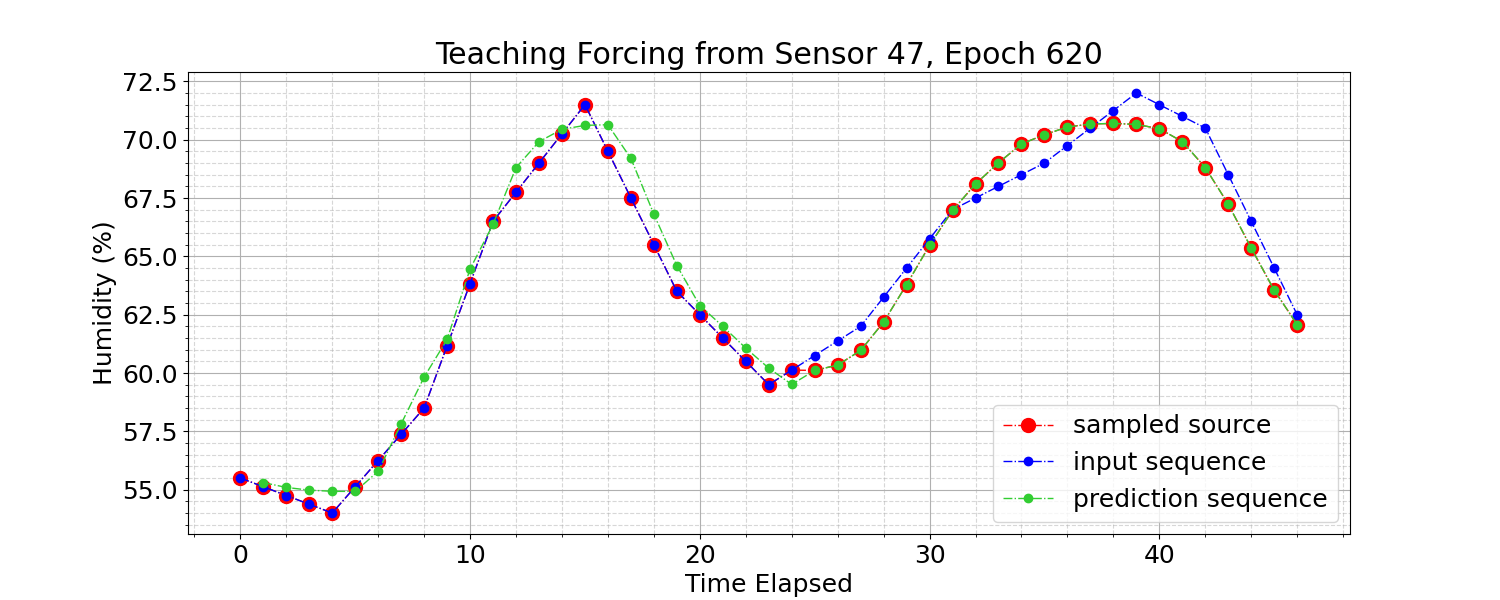 Teaching Forcing from Sensor 47, Epoch 620
72.5
70.0
67.5
65.0
62.5
60.0
57.5
55.0
Humidity (%)
sampled source
input sequence
prediction sequence
0 10 20 30 40
Time Elapsed